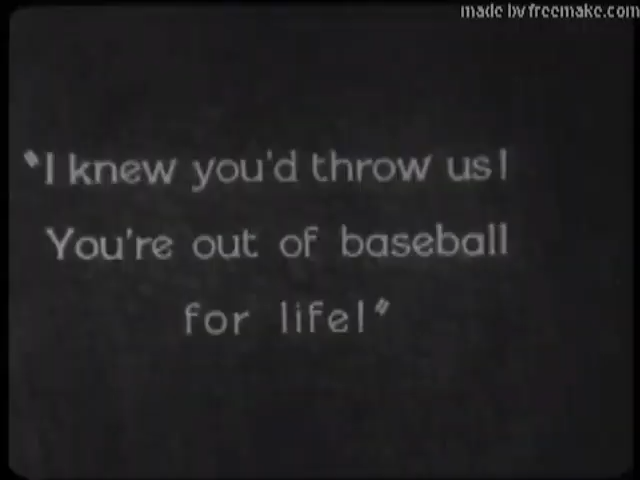 made by freemake.com
"I knew you'd throw us!
You're out of baseball
for life!"